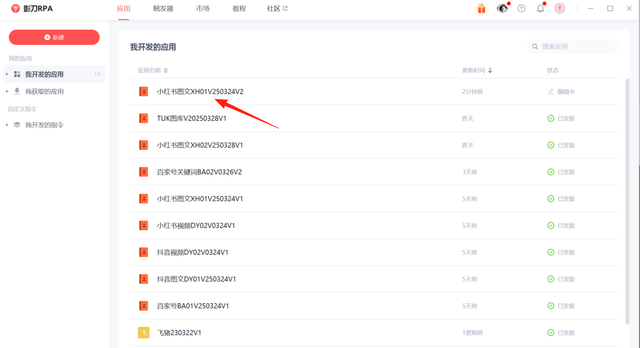 影刀RPA
应用
触发器
市场
教程
社区
新建
我的应用
我开发的应用 16
我获取的应用
自定义指令
我开发的指令
我开发的应用
搜索应用
应用名称 更新时间 状态
小红书图文XH01V250324V2 2分钟前 编辑中
TUK图库V20250328V1 昨天 已发版
小红书图文XH02V250328V1 昨天 已发版
百家号关键词BA02V0326V2 3天前 已发版
小红书图文XH01V250324V1 5天前 已发版
小红书视频DY02V0324V1 5天前 已发版
抖音视频DY02V0324V1 5天前 已发版
抖音图文DY01V250324V1 5天前 已发版
百家号BA01V250324V1 5天前 已发版
飞猪230322V1 1星期前 已发版